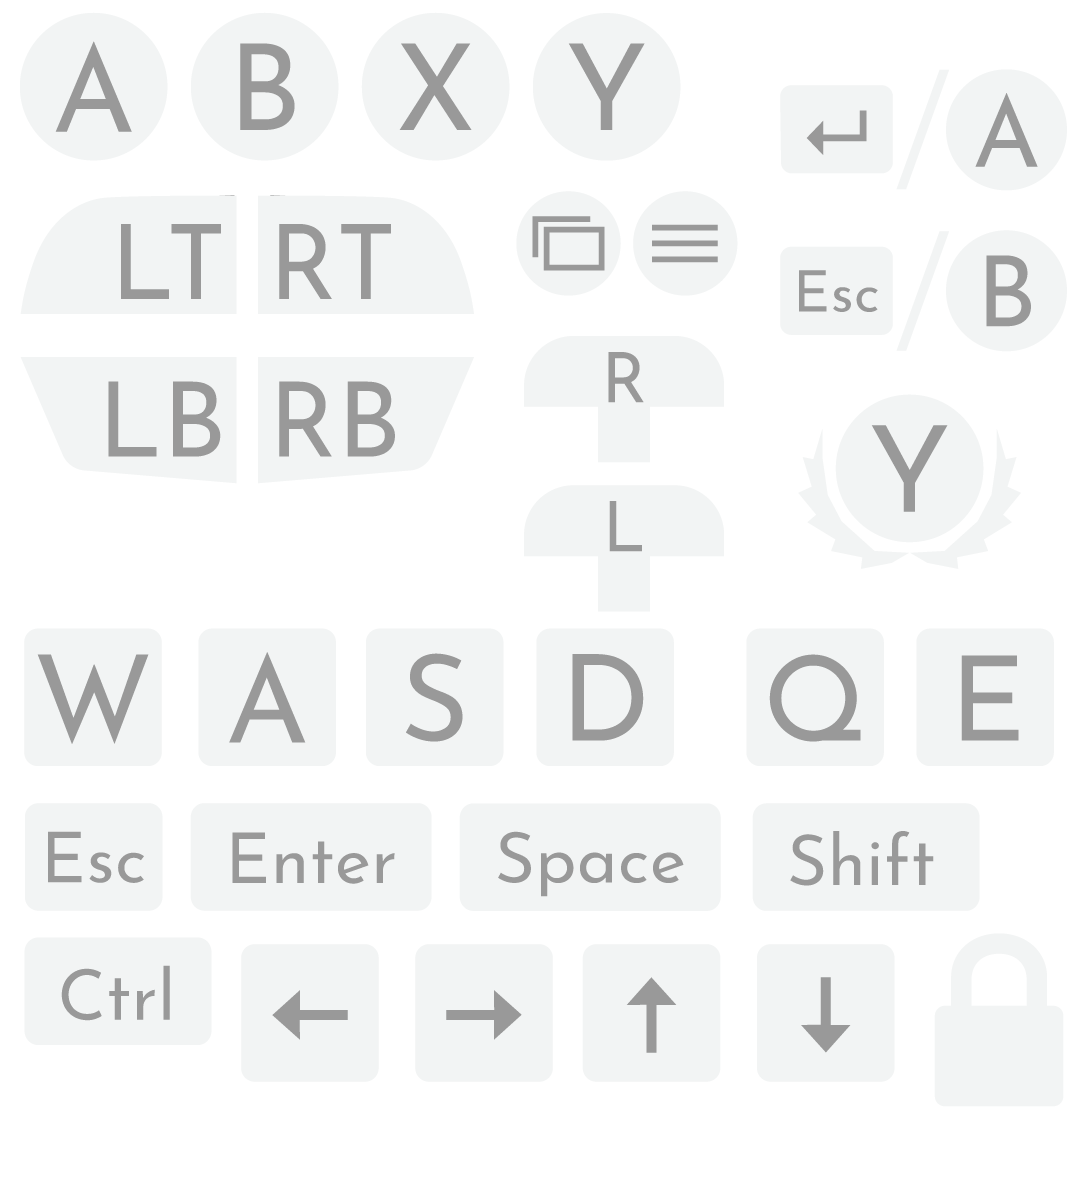 A B X Y
A
LT RT
Esc B
R
LB RB
Y
L
W A S D Q E
Esc Enter Space Shift
Ctrl